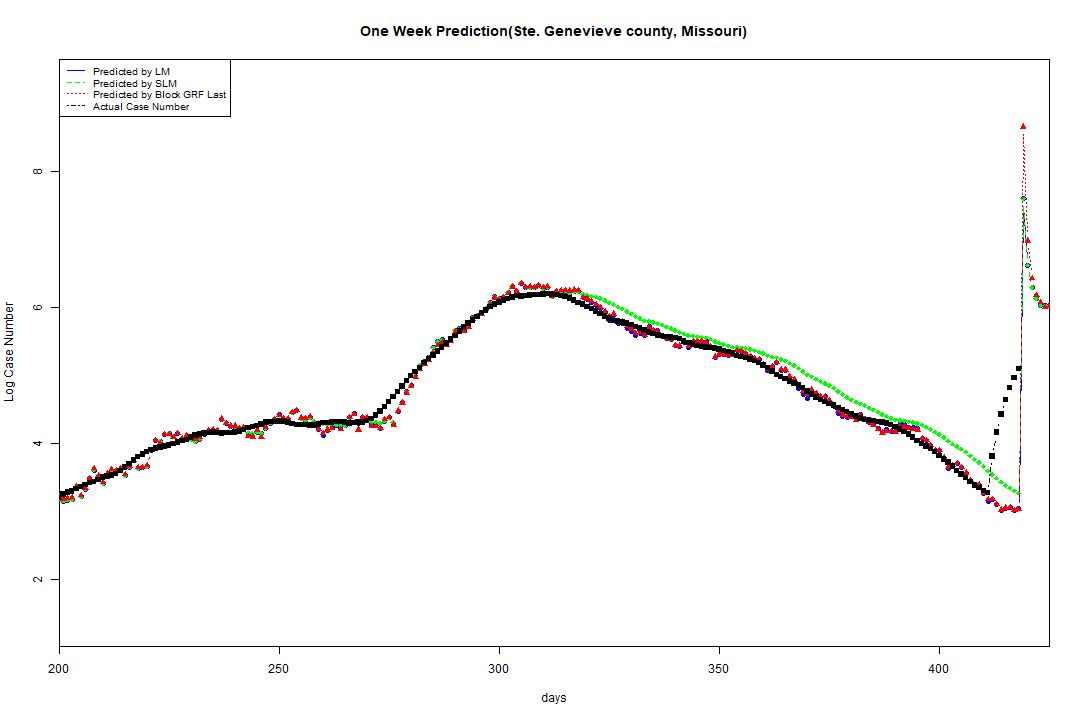 One Week Prediction(Ste. Genevieve county, Missouri)
Predicted by LM
Predicted by SLM
Predicted by Block GRF Last
Actual Case Number
8
6
4
2
Log Case Number
200 250 300 350 400
days